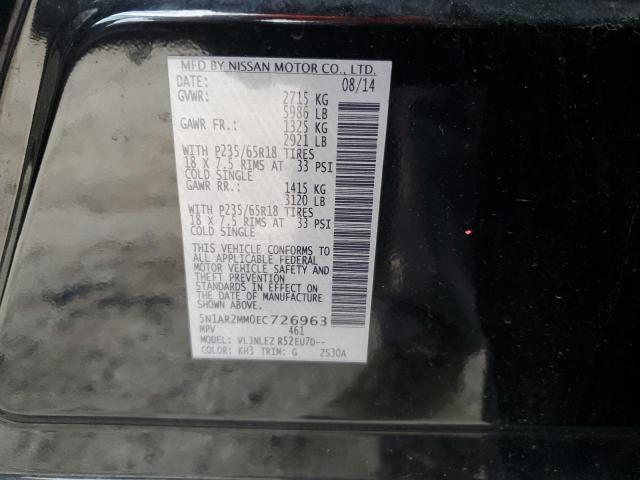 MFD BY NISSAN MOTOR CO., LTD.
DATE: 08/14
GVWR: 2715 KG
5986 LB
GAWR FR.: 1325 KG
2921 LB
WITH P235/65R18 TIRES
18 X 7.5 RIMS AT 33 PSI
COLD SINGLE
GAWR RR.: 1415 KG
3120 LB
WITH P235/65R18 TIRES
18 X 7.5 RIMS AT 33 PSI
COLD SINGLE
THIS VEHICLE CONFORMS TO
ALL APPLICABLE FEDERAL
MOTOR VEHICLE SAFETY AND
THEFT PREVENTION
STANDARDS IN EFFECT ON
THE DATE OF MANUFACTURE
SHOWN ABOVE.
5N1AR2MM0EC726963
MPV 461
MODEL: VLJNLEZ R52EU7D--
COLOR: KH3 TRIM: G ZS30A